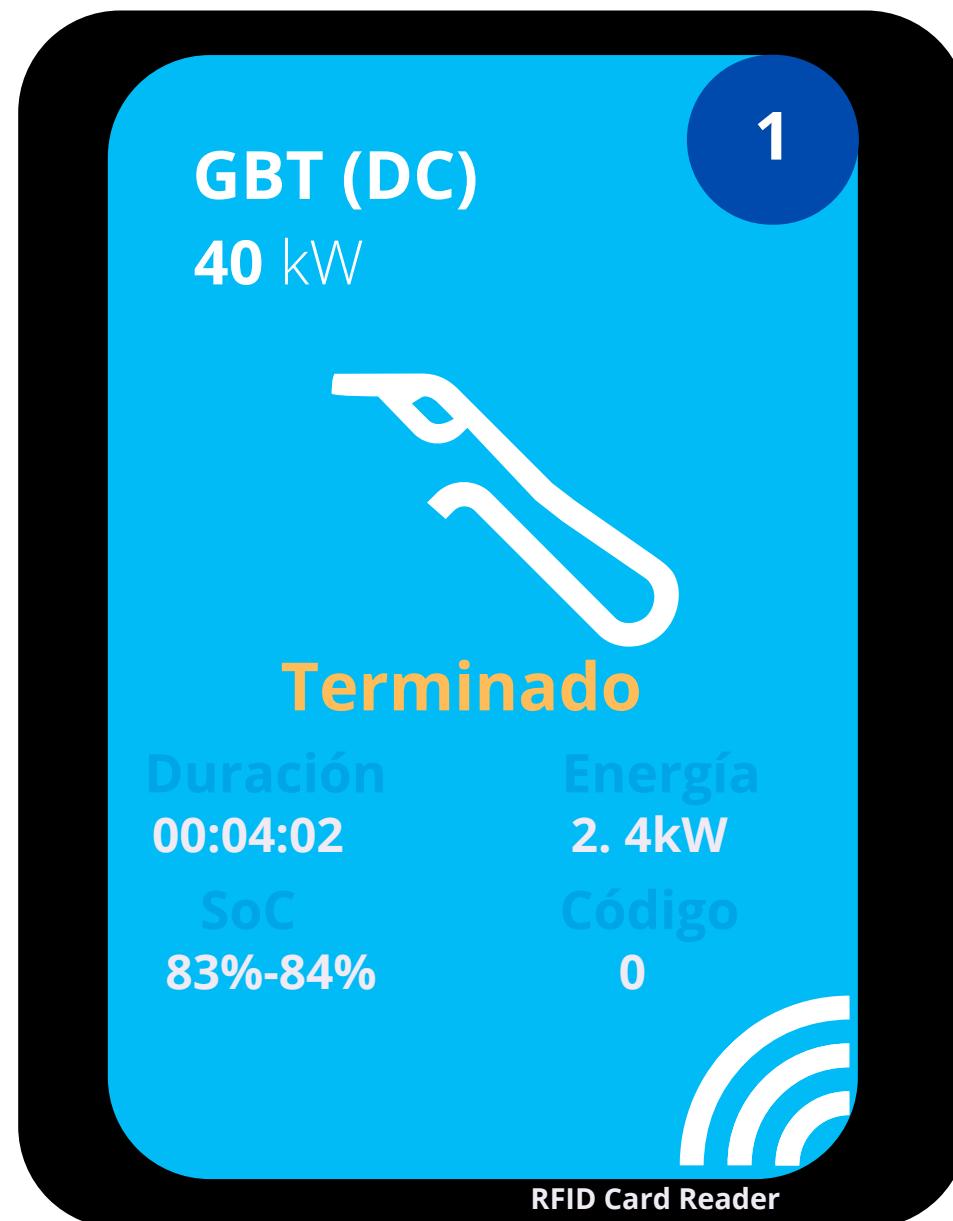 1
GBT (DC)
40 kW
Terminado
Duración Energía
00:04:02 2. 4kW
SoC Código
83%-84% 0
RFID Card Reader